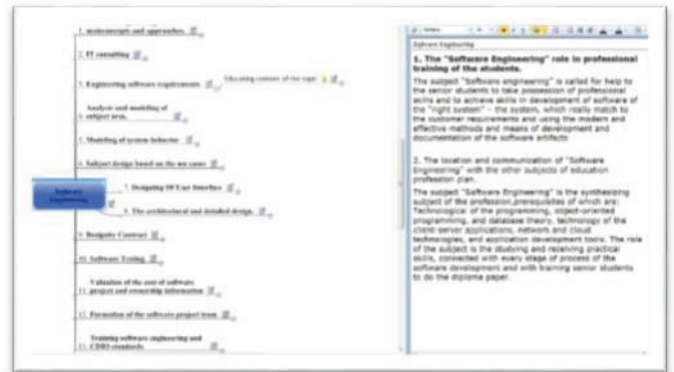 1. mainconcepts and approaches.
2. IT consulting
3. Engineering software requirements
Educating content of the topic
Analysis and modeling of
4. subject area.
5. Modeling of system behavior
6. Subject design based on the use cases
Software
Engineering
7. Designing Of User Interface
8. The architectural and detailed design.
9. Designby Contract
10. Software Testing
Valuation of the cost of software
11. project and ownership information
12. Formation of the software project team
Training software engineering and
13. CDIO standards
Software Engineering
1. The "Software Engineering" role in professional
training of the students.
The subject "Software engineering" is called for help to
the senior students to take possession of professional
skills and to achieve skills in development of software of
the "right system" - the system, which really match to
the customer requirements and using the modern and
effective methods and means of development and
documentation of the software artifacts
2. The location and communication of "Software
Engineering" with the other subjects of education
profession plan.
The subject "Software Engineering" is the synthesizing
subject of the profession,prerequisites of which are:
Technological of the programming, object-oriented
programming, and database theory, technology of the
client-server applications, network and cloud
technologies, and application development tools. The role
of the subject is the studying and receiving practical
skills, connected with every stage of process of the
software development and with training senior students
to do the diploma paper.